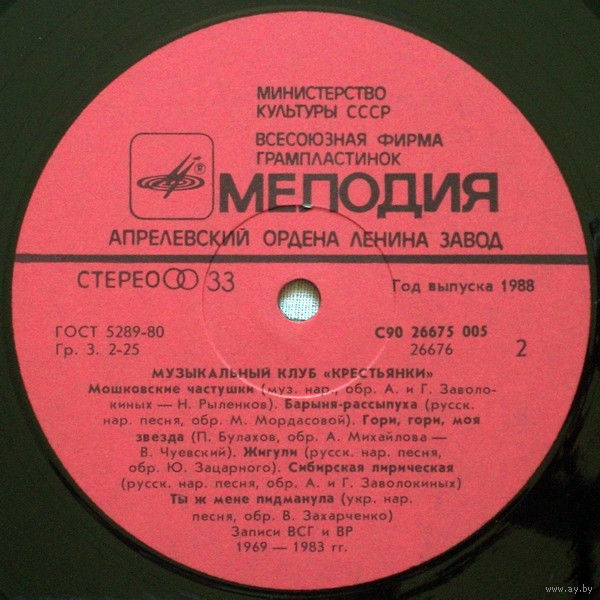 МИНИСТЕРСТВО
КУЛЬТУРЫ СССР
ВСЕСОЮЗНАЯ ФИРМА
ГРАМПЛАСТИНОК
®
МЕЛОДИЯ
АПРЕЛЕВСКИЙ ОРДЕНА ЛЕНИНА ЗАВОД
СТЕРЕО 33
Год выпуска 1988
ГОСТ 5289-80
С90 26675 005
Гр. 3. 2-25
26676
2
МУЗЫКАЛЬНЫЙ КЛУБ «КРЕСТЬЯНКИ»
Мошковские частушки (муз. нар., обр. А. и Г. Заволо-
киных — Н. Рыленков). Барыня-рассыпуха (русск.
нар. песня, обр. М. Мордасовой). Гори, гори, моя
звезда (П. Булахов, обр. А. Михайлова —
В. Чуевский). Жигули (русск. нар. песня,
обр. Ю. Зацарного). Сибирская лирическая
(русск. нар. песня, обр. А. и Г. Заволокиных)
Ты ж мене пидманула (укр. нар.
песня, обр. В. Захарченко)
Записи ВСГ и ВР
1969 — 1983 гг.
www.ay.by